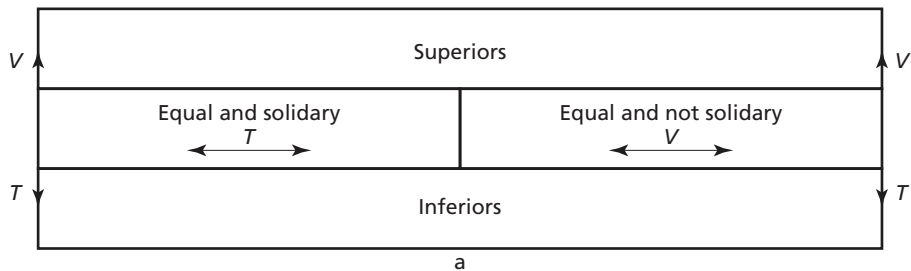 Superiors
V V
Equal and solidary Equal and not solidary
T V
T T
Inferiors
a